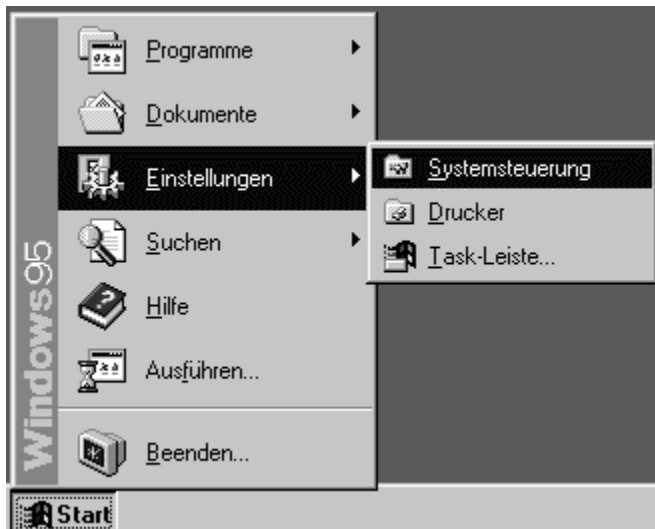 Programme
Dokumente
Einstellungen
Suchen
Hilfe
Ausführen...
Beenden...
Systemsteuerung
Drucker
Task-Leiste...
Windows95
Start